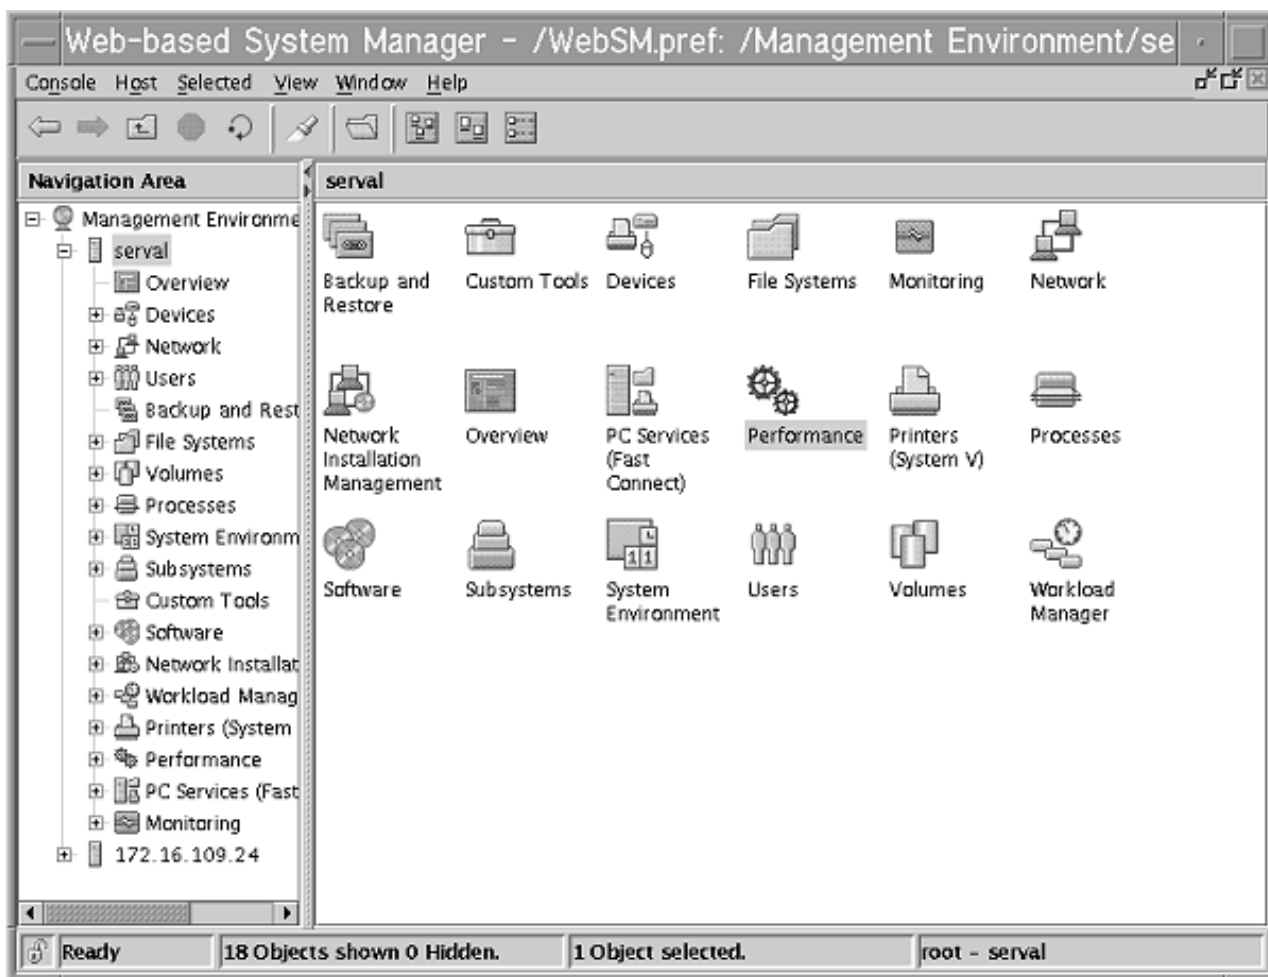 Web-based System Manager - /WebSM.pref: /Management Environment/se
Console Host Selected View Window Help
Navigation Area
serval
Management Environme
serval
Overview
Devices
Network
Users
Backup and Rest
File Systems
Volumes
Processes
System Environm
Subsystems
Custom Tools
Software
Network Installat
Workload Manag
Printers (System
Performance
PC Services (Fast
Monitoring
172.16.109.24
Backup and
Restore
Custom Tools
Devices
File Systems
Monitoring
Network
Network
Installation
Management
Overview
PC Services
(Fast
Connect)
Performance
Printers
(System V)
Processes
Software
Subsystems
System
Environment
Users
Volumes
Workload
Manager
Ready
18 Objects shown 0 Hidden.
1 Object selected.
root - serval